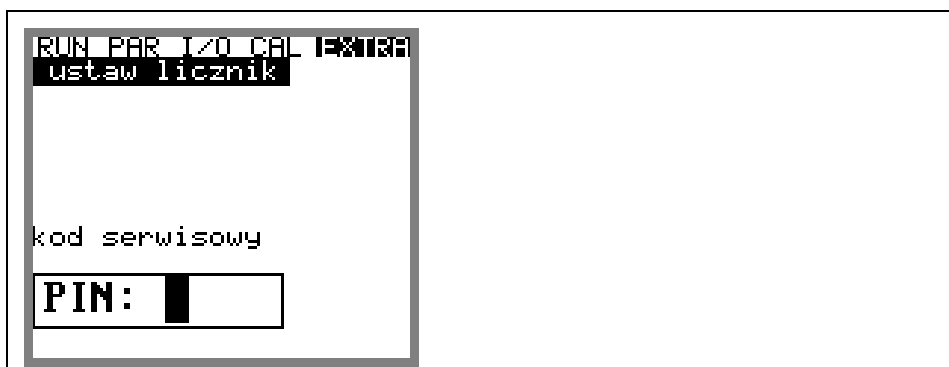 RUN PAR I/O CAL EXTRA
ustaw licznik
kod serwisowy
PIN: